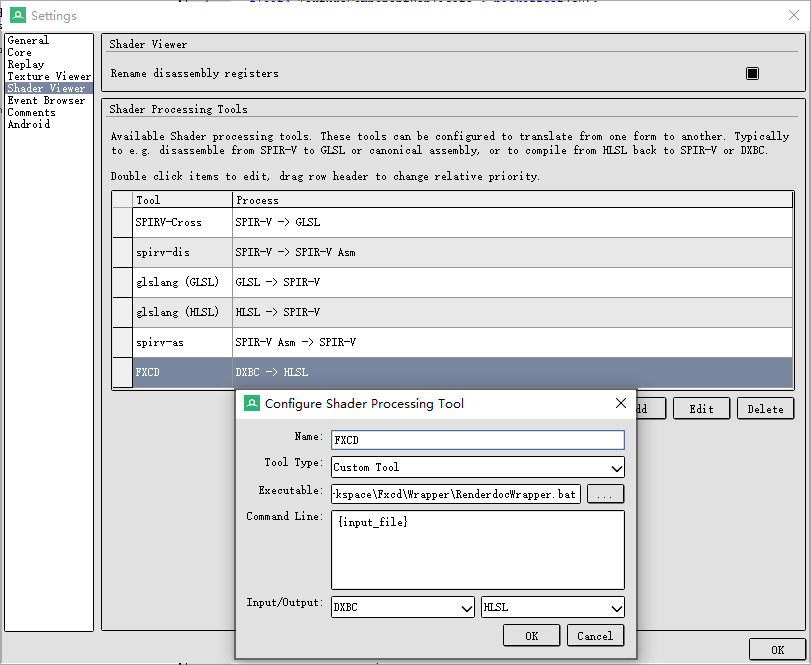 Settings
General
Core
Replay
Texture Viewer
Shader Viewer
Event Browser
Comments
Android
Shader Viewer
Rename disassembly registers
Shader Processing Tools
Available Shader processing tools. These tools can be configured to translate from one form to another. Typically
to e.g. disassemble from SPIR-V to GLSL or canonical assembly, or to compile from HLSL back to SPIR-V or DXBC.
Double click items to edit, drag row header to change relative priority.
Tool Process
SPIRV-Cross SPIR-V -> GLSL
spirv-dis SPIR-V -> SPIR-V Asm
glslang (GLSL) GLSL -> SPIR-V
glslang (HLSL) HLSL -> SPIR-V
spirv-as SPIR-V Asm -> SPIR-V
FXCD DXBC -> HLSL
Edit Delete
Configure Shader Processing Tool
Name: FXCD
Tool Type: Custom Tool
Executable: kspace\Fxcd\Wrapper\RenderdocWrapper.bat ...
Command Line: {input_file}
Input/Output: DXBC HLSL
OK Cancel
OK